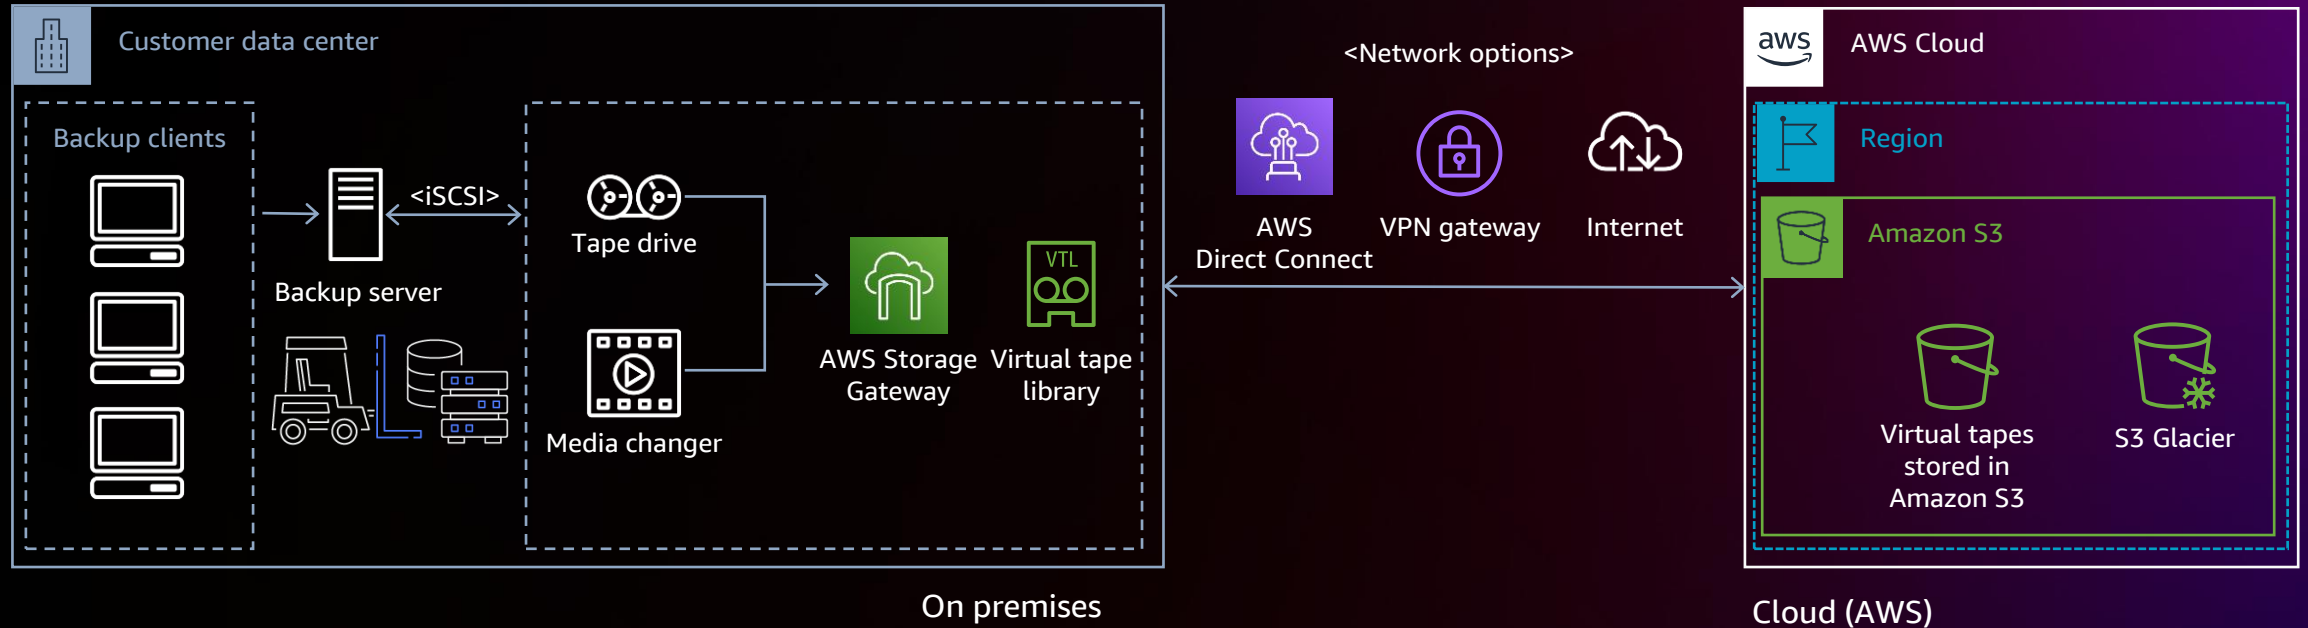 Customer data center
Backup clients
Backup server
<iSCSI>
Tape drive
Media changer
AWS Storage
Gateway
VTL
Virtual tape
library
<Network options>
AWS
Direct Connect
VPN gateway
Internet
aws
AWS Cloud
Region
Amazon S3
Virtual tapes
stored in
Amazon S3
S3 Glacier
On premises
Cloud (AWS)